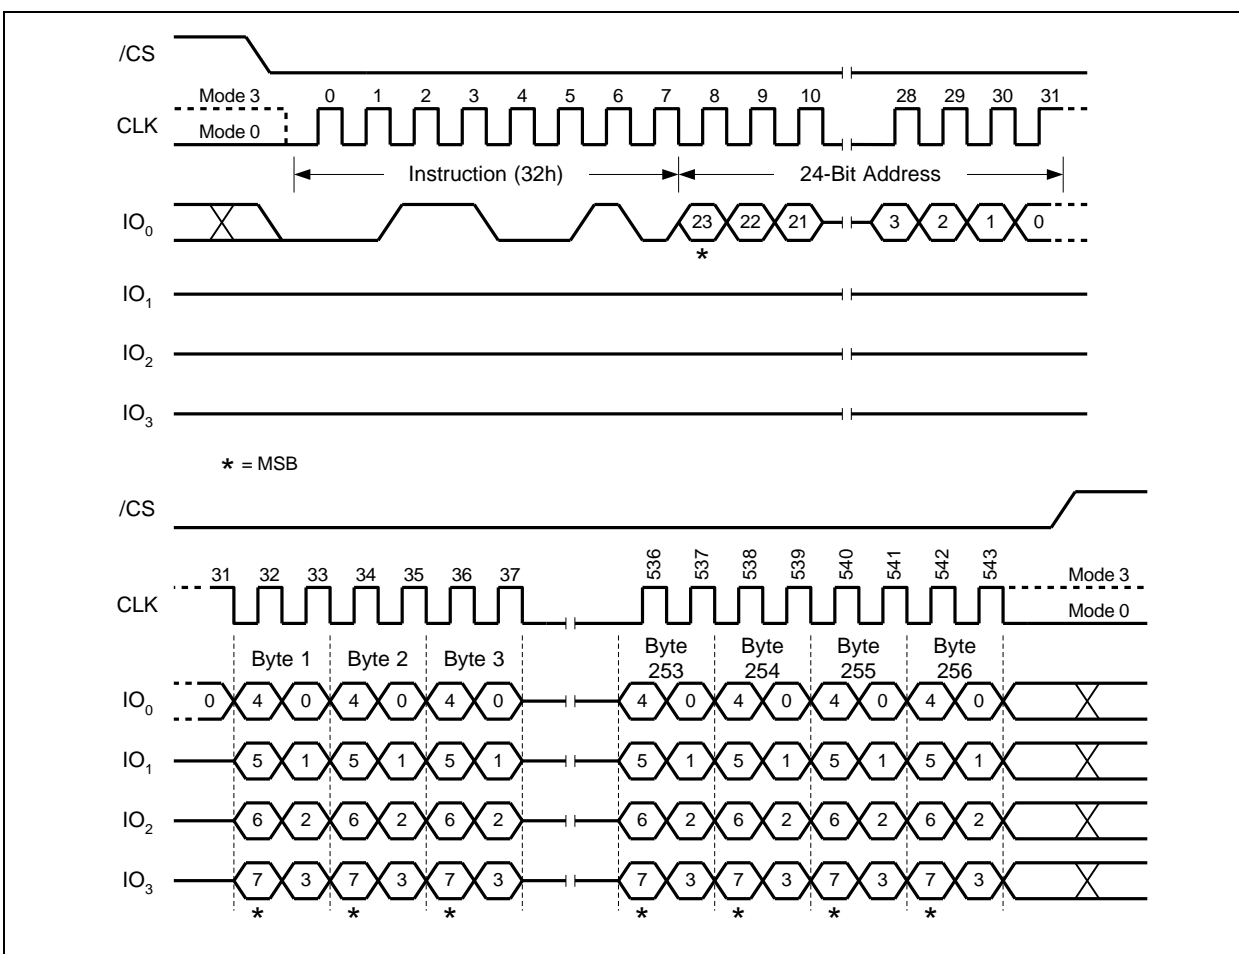 /CS
Mode 3 0 1 2 3 4 5 6 7 8 9 10 28 29 30 31
CLK
Mode 0
Instruction (32h) 24-Bit Address
IO0 23 22 21 3 2 1 0
*
IO1
IO2
IO3
* = MSB
/CS
31 32 33 34 35 36 37 536 537 538 539 540 541 542 543 Mode 3
CLK Mode 0
Byte 1 Byte 2 Byte 3 Byte 253 Byte 254 Byte 255 Byte 256
IO0 0 4 0 4 0 4 0 4 0 4 0 4 0 4 0
IO1 5 1 5 1 5 1 5 1 5 1 5 1 5 1
IO2 6 2 6 2 6 2 6 2 6 2 6 2 6 2
IO3 7 3 7 3 7 3 7 3 7 3 7 3 7 3
* * * * * * *